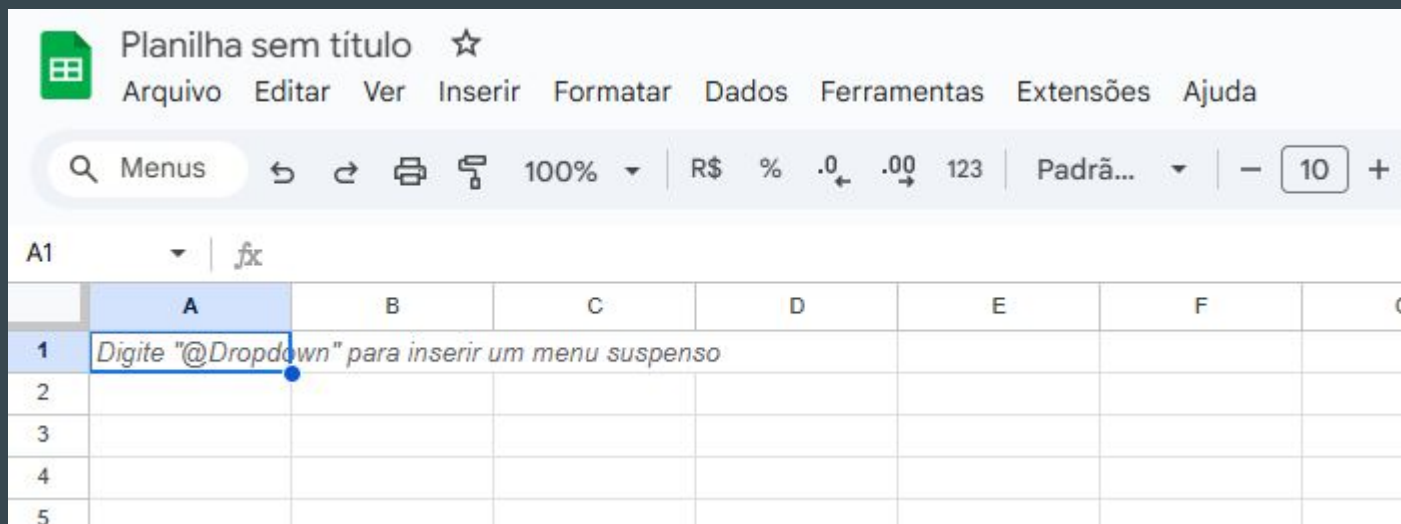 Planilha sem título
Arquivo Editar Ver Inserir Formatar Dados Ferramentas Extensões Ajuda
Menus 100% R$ % .0 .00 123 Padrã... 10
A1 fx
A B C D E F
1 Digite "@Dropdown" para inserir um menu suspenso
2
3
4
5